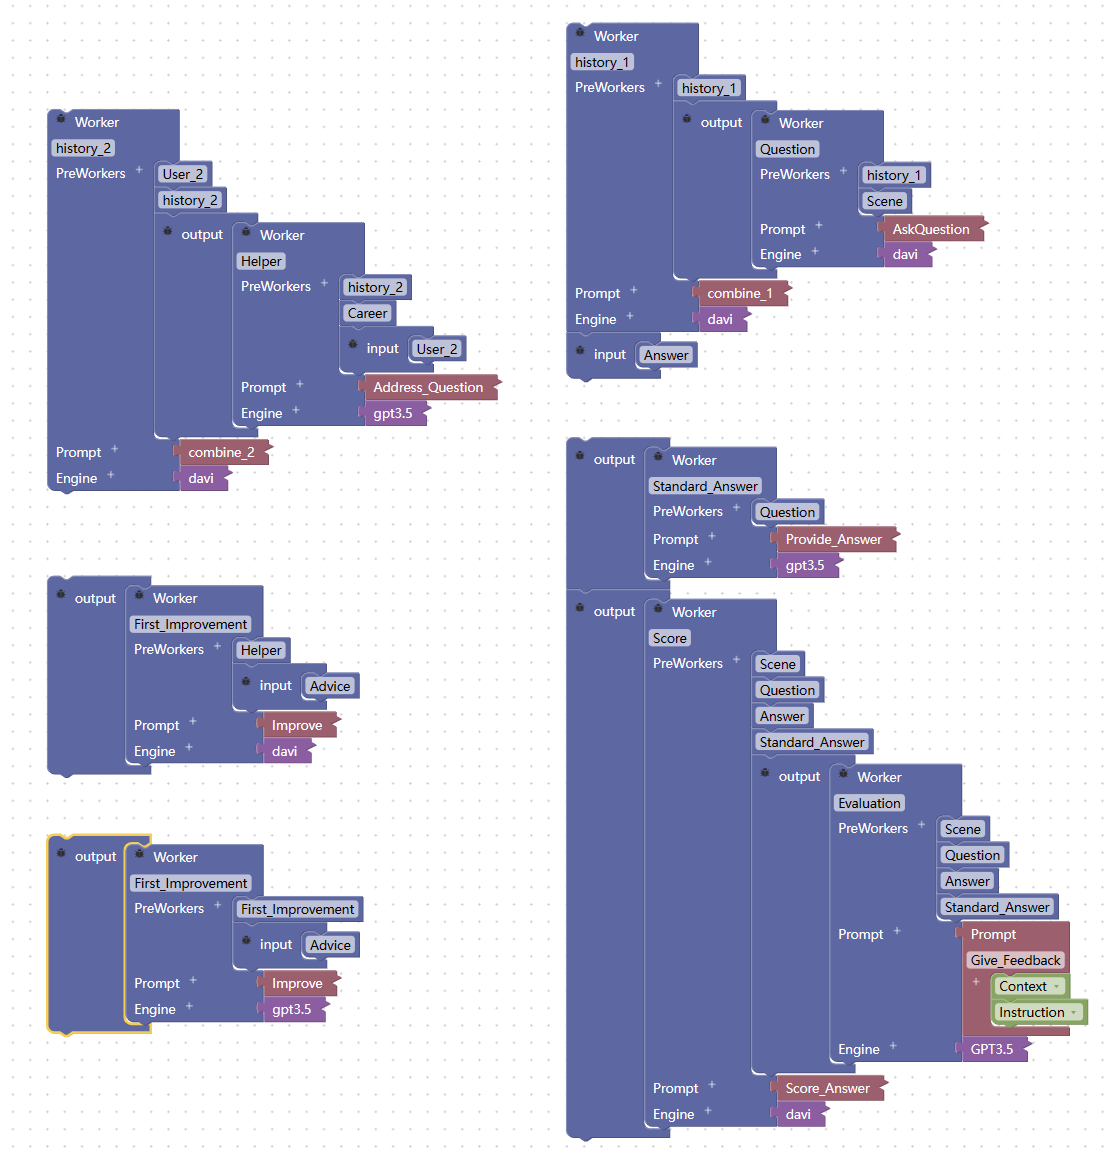 Worker
history_2
PreWorkers + User_2
history_2
output Worker
Helper
PreWorkers + history_2
Career
input User_2
Prompt + Address_Question
Engine + gpt3.5
Prompt + combine_2
Engine + davi
output Worker
First_Improvement
PreWorkers + Helper
input Advice
Prompt + Improve
Engine + davi
output Worker
First_Improvement
PreWorkers + First_Improvement
input Advice
Prompt + Improve
Engine + gpt3.5
Worker
history_1
PreWorkers + history_1
output Worker
Question
PreWorkers + history_1
Scene
Prompt + AskQuestion
Engine + davi
Prompt + combine_1
Engine + davi
input Answer
output Worker
Standard_Answer
PreWorkers + Question
Prompt + Provide_Answer
Engine + gpt3.5
output Worker
Score
PreWorkers + Scene
Question
Answer
Standard_Answer
output Worker
Evaluation
PreWorkers + Scene
Question
Answer
Standard_Answer
Prompt + Prompt
Give_Feedback
+ Context
Instruction
Engine + GPT3.5
Prompt + Score_Answer
Engine + davi